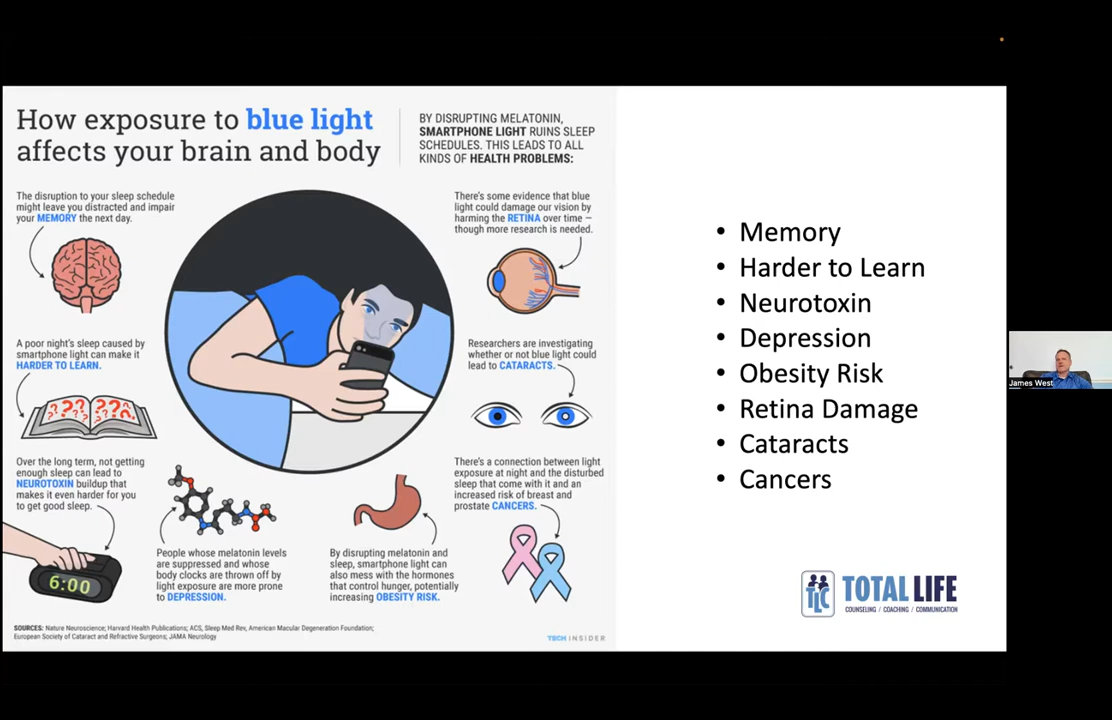 How exposure to blue light
affects your brain and body
BY DISRUPTING MELATONIN,
SMARTPHONE LIGHT RUINS SLEEP
SCHEDULES. THIS LEADS TO ALL
KINDS OF HEALTH PROBLEMS:
The disruption to your sleep schedule
might leave you distracted and impair
your MEMORY the next day.
There's some evidence that blue
light could damage our vision by
harming the RETINA over time –
though more research is needed.
A poor night's sleep caused by
smartphone light can make it
HARDER TO LEARN.
Researchers are investigating
whether or not blue light could
lead to CATARACTS.
Over the long term, not getting
enough sleep can lead to
NEUROTOXIN buildup that
makes it even harder for you
to get good sleep.
There's a connection between light
exposure at night and the disturbed
sleep that come with it and an
increased risk of breast and
prostate CANCERS.
6:00
People whose melatonin levels
are suppressed and whose
body clocks are thrown off by
light exposure are more prone
to DEPRESSION.
By disrupting melatonin and
sleep, smartphone light can
also mess with the hormones
that control hunger, potentially
increasing OBESITY RISK.
SOURCES: Nature Neuroscience; Harvard Health Publications; ACS, Sleep Med Rev, American Macular Degeneration Foundation;
European Society of Cataract and Refractive Surgeons; JAMA Neurology
TECH INSIDER
• Memory
• Harder to Learn
• Neurotoxin
• Depression
• Obesity Risk
• Retina Damage
• Cataracts
• Cancers
TLC
TOTAL LIFE
COUNSELING / COACHING / COMMUNICATION
James West